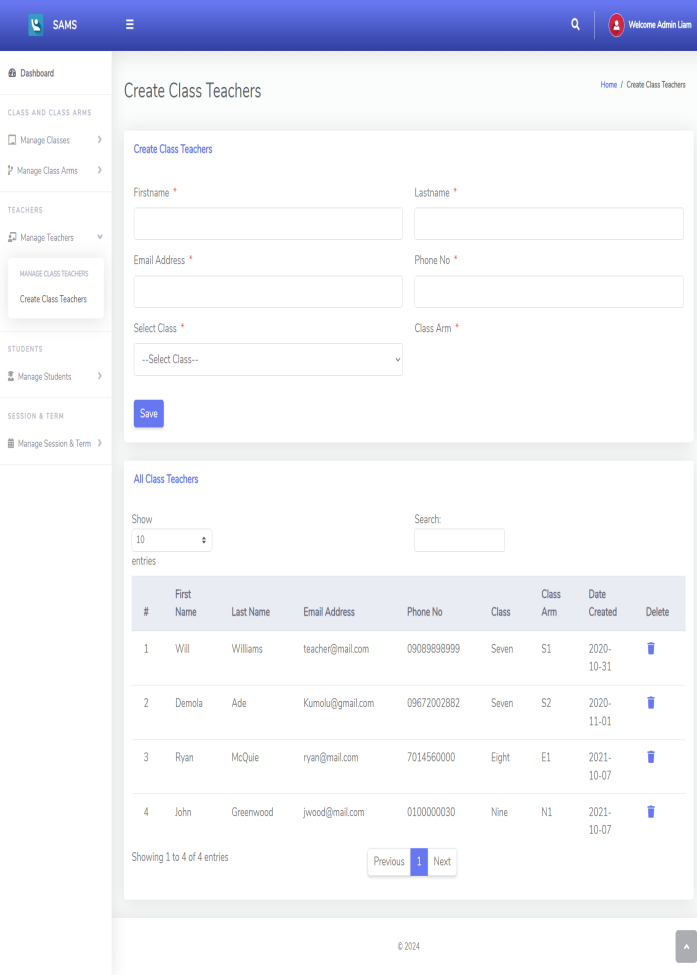 SAMS
Welcome Admin Liam
Dashboard
CLASS AND CLASS ARMS
Manage Classes
Manage Class Arms
TEACHERS
Manage Teachers
MANAGE CLASS TEACHERS
Create Class Teachers
STUDENTS
Manage Students
SESSION & TERM
Manage Session & Term
Create Class Teachers
Home / Create Class Teachers
Create Class Teachers
Firstname * Lastname *
Email Address * Phone No *
Select Class * Class Arm *
--Select Class--
Save
All Class Teachers
Show Search:
10
entries
# First Name Last Name Email Address Phone No Class Class Arm Date Created Delete
1 Will Williams teacher@mail.com 09089898999 Seven S1 2020-10-31
2 Demola Ade Kumolu@gmail.com 09672002882 Seven S2 2020-11-01
3 Ryan McQuie ryan@mail.com 7014560000 Eight E1 2021-10-07
4 John Greenwood jwood@mail.com 0100000030 Nine N1 2021-10-07
Showing 1 to 4 of 4 entries
Previous 1 Next
© 2024